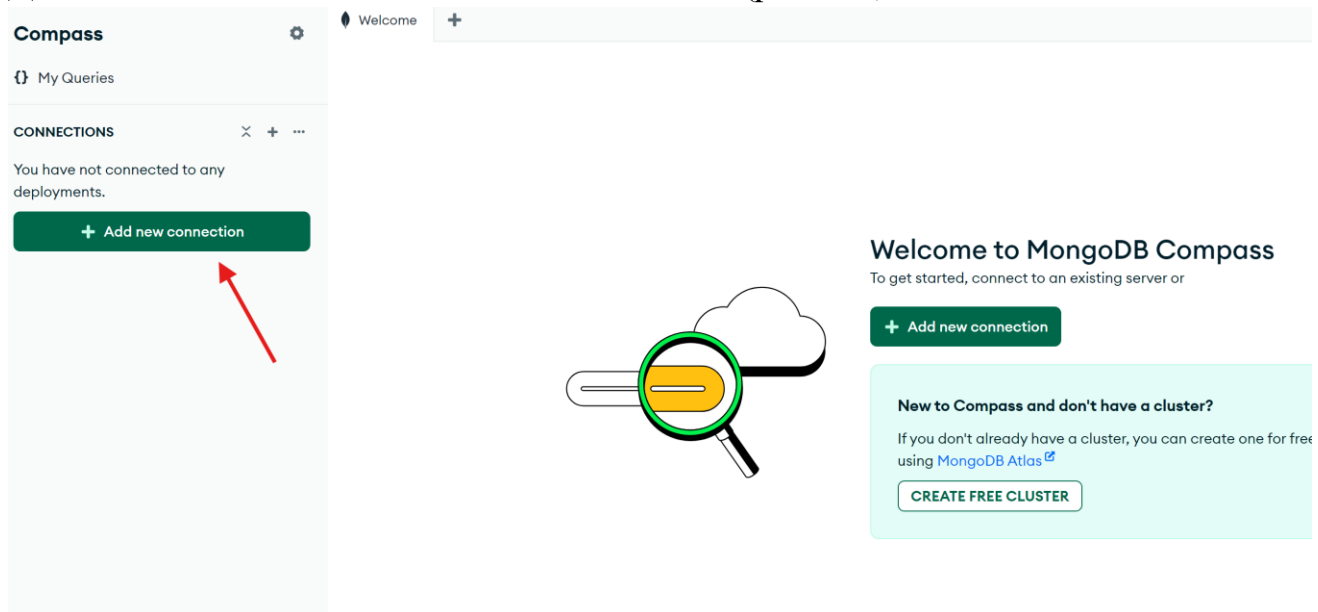 Compass
{} My Queries
CONNECTIONS
You have not connected to any
deployments.
+ Add new connection
Welcome
Welcome to MongoDB Compass
To get started, connect to an existing server or
+ Add new connection
New to Compass and don't have a cluster?
If you don't already have a cluster, you can create one for free
using MongoDB Atlas
CREATE FREE CLUSTER